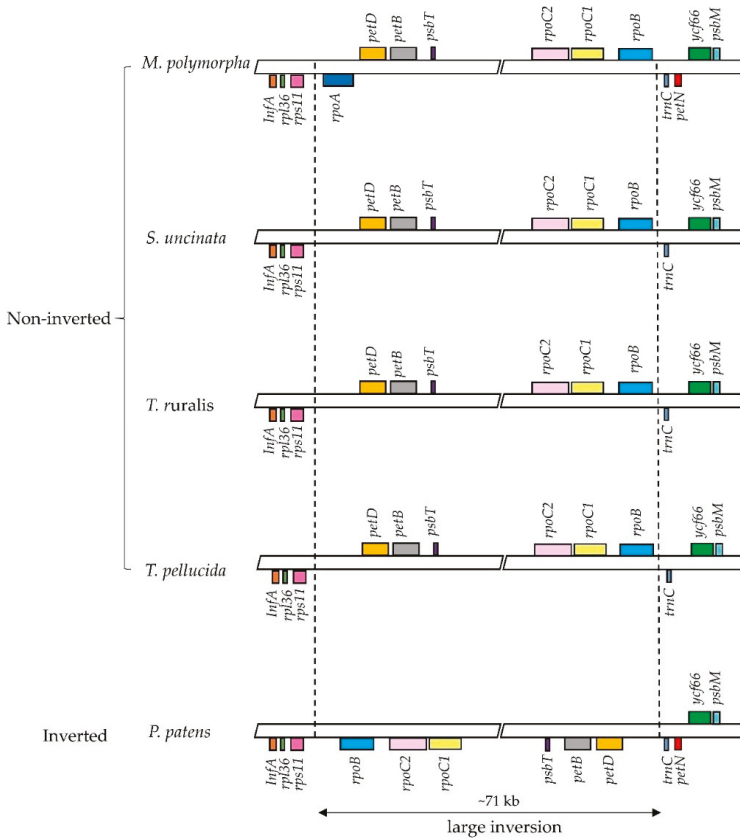 petD petB psbT rpoC2 rpoC1 rpoB ycf66 psbM
M. polymorpha
InfA rpl36 rps11 rpoA trnC petN
petD petB psbT rpoC2 rpoC1 rpoB ycf66 psbM
S. uncinata
InfA rpl36 rps11 trnC
Non-inverted
petD petB psbT rpoC2 rpoC1 rpoB ycf66 psbM
T. ruralis
InfA rpl36 rps11 trnC
petD petB psbT rpoC2 rpoC1 rpoB ycf66 psbM
T. pellucida
InfA rpl36 rps11 trnC
ycf66 psbM
Inverted P. patens
InfA rpl36 rps11 rpoB rpoC2 rpoC1 psbT petB petD trnC petN
~71 kb
large inversion